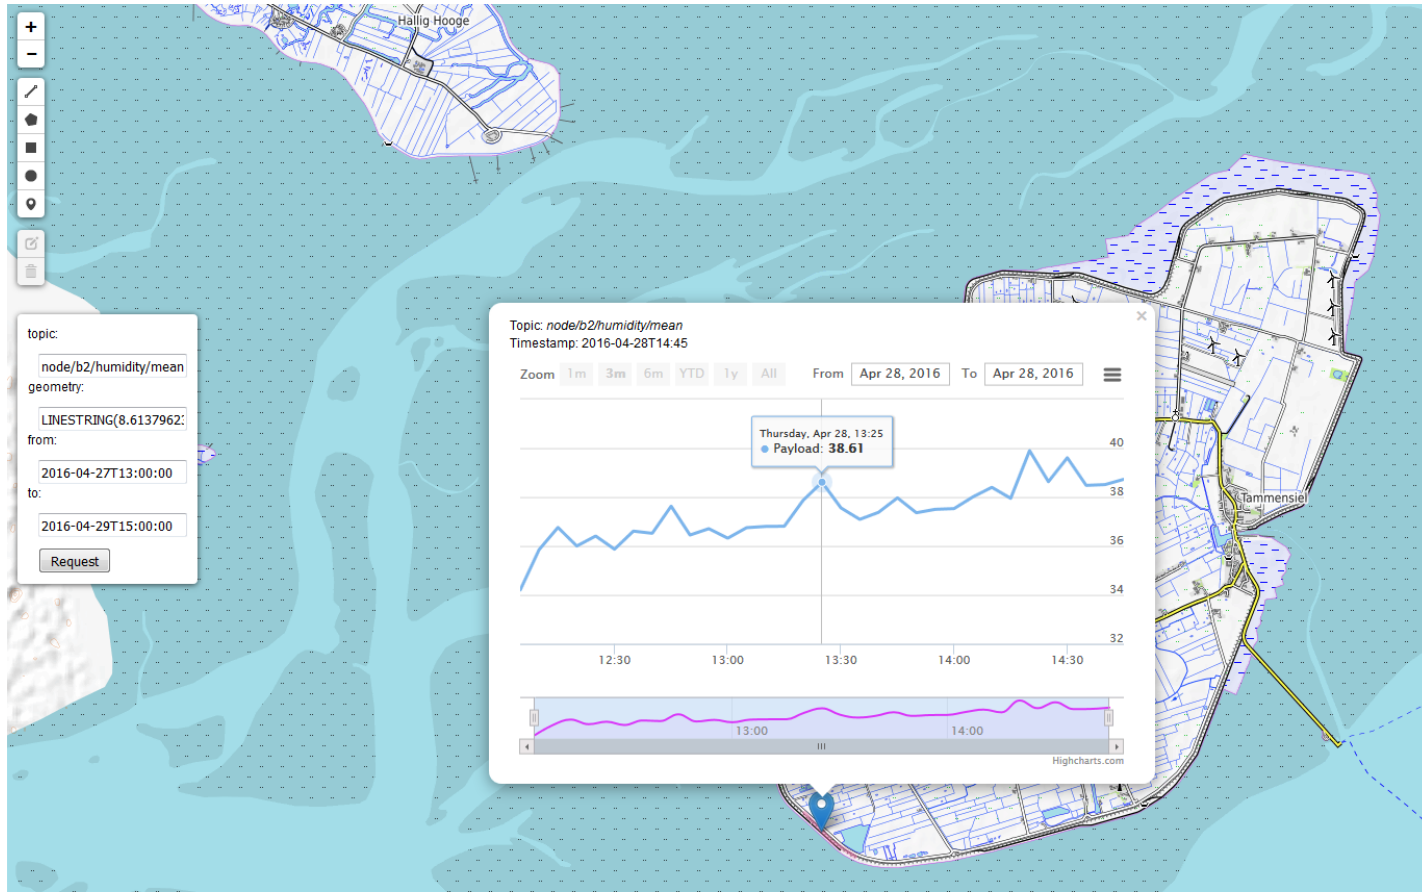 Hallig Hooge
+
−
topic:
node/b2/humidity/mean
geometry:
LINESTRING(8.6137962
from:
2016-04-27T13:00:00
to:
2016-04-29T15:00:00
Request
×
Topic: node/b2/humidity/mean
Timestamp: 2016-04-28T14:45
Zoom 1m 3m 6m YTD 1y All From Apr 28, 2016 To Apr 28, 2016
Thursday, Apr 28, 13:25
Payload: 38.61
40
38
36
34
32
12:30 13:00 13:30 14:00 14:30
13:00 14:00
Highcharts.com
Tammensiel